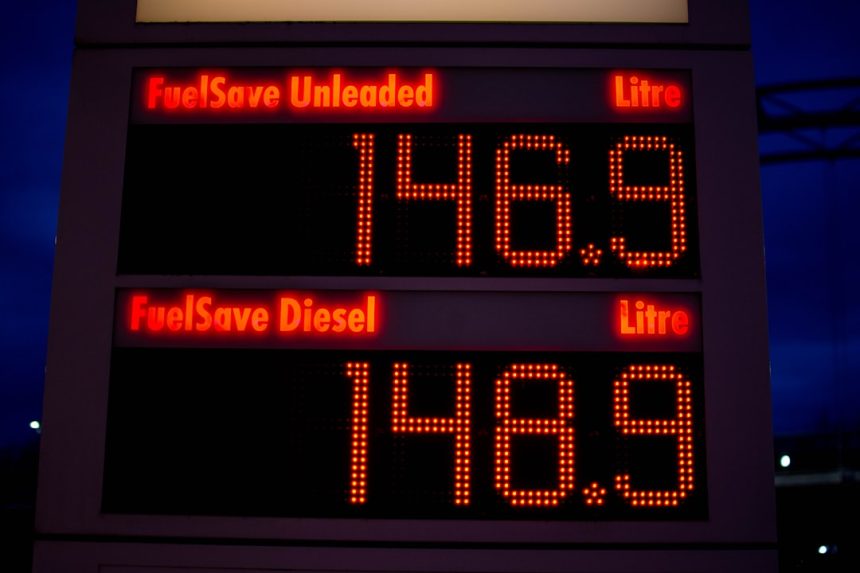 FuelSave Unleaded Litre
146.9
FuelSave Diesel Litre
148.9